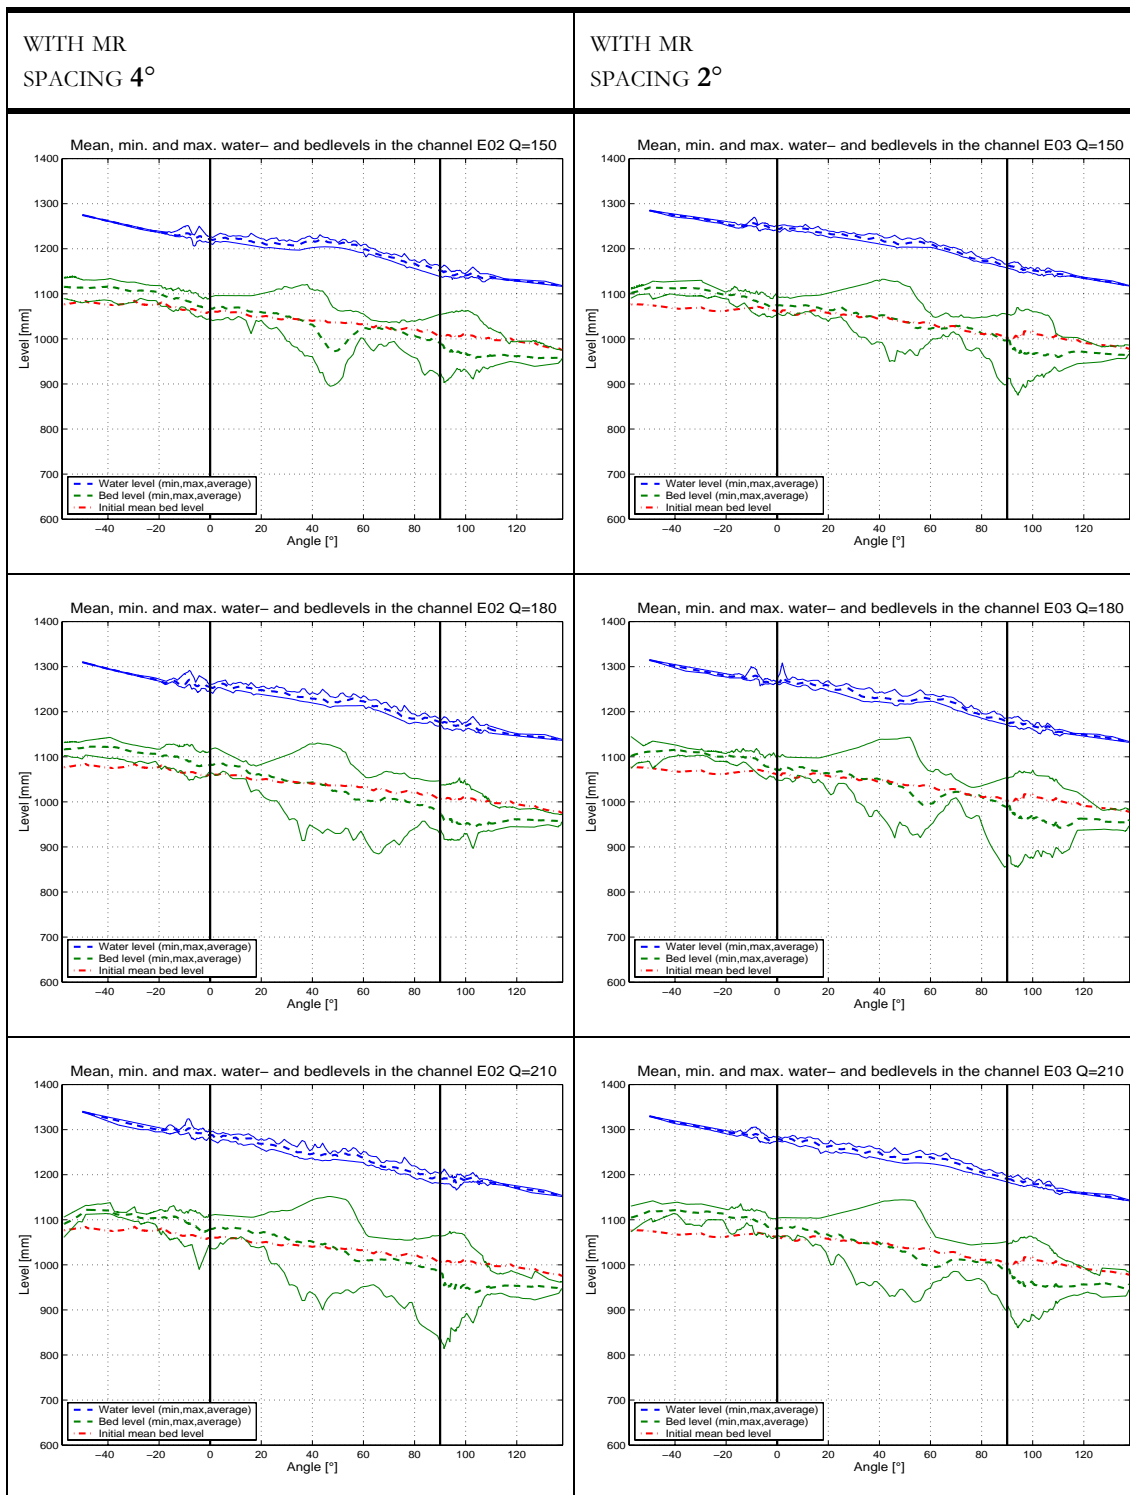 WITH MR
SPACING 4°
WITH MR
SPACING 2°
Mean, min. and max. water− and bedlevels in the channel E02 Q=150
1400
1300
1200
1100
1000
900
800
700
600
Level [mm]
Water level (min,max,average)
Bed level (min,max,average)
Initial mean bed level
−40 −20 0 20 40 60 80 100 120
Angle [°]
Mean, min. and max. water− and bedlevels in the channel E03 Q=150
1400
1300
1200
1100
1000
900
800
700
600
Level [mm]
Water level (min,max,average)
Bed level (min,max,average)
Initial mean bed level
−40 −20 0 20 40 60 80 100 120
Angle [°]
Mean, min. and max. water− and bedlevels in the channel E02 Q=180
1400
1300
1200
1100
1000
900
800
700
600
Level [mm]
Water level (min,max,average)
Bed level (min,max,average)
Initial mean bed level
−40 −20 0 20 40 60 80 100 120
Angle [°]
Mean, min. and max. water− and bedlevels in the channel E03 Q=180
1400
1300
1200
1100
1000
900
800
700
600
Level [mm]
Water level (min,max,average)
Bed level (min,max,average)
Initial mean bed level
−40 −20 0 20 40 60 80 100 120
Angle [°]
Mean, min. and max. water− and bedlevels in the channel E02 Q=210
1400
1300
1200
1100
1000
900
800
700
600
Level [mm]
Water level (min,max,average)
Bed level (min,max,average)
Initial mean bed level
−40 −20 0 20 40 60 80 100 120
Angle [°]
Mean, min. and max. water− and bedlevels in the channel E03 Q=210
1400
1300
1200
1100
1000
900
800
700
600
Level [mm]
Water level (min,max,average)
Bed level (min,max,average)
Initial mean bed level
−40 −20 0 20 40 60 80 100 120
Angle [°]